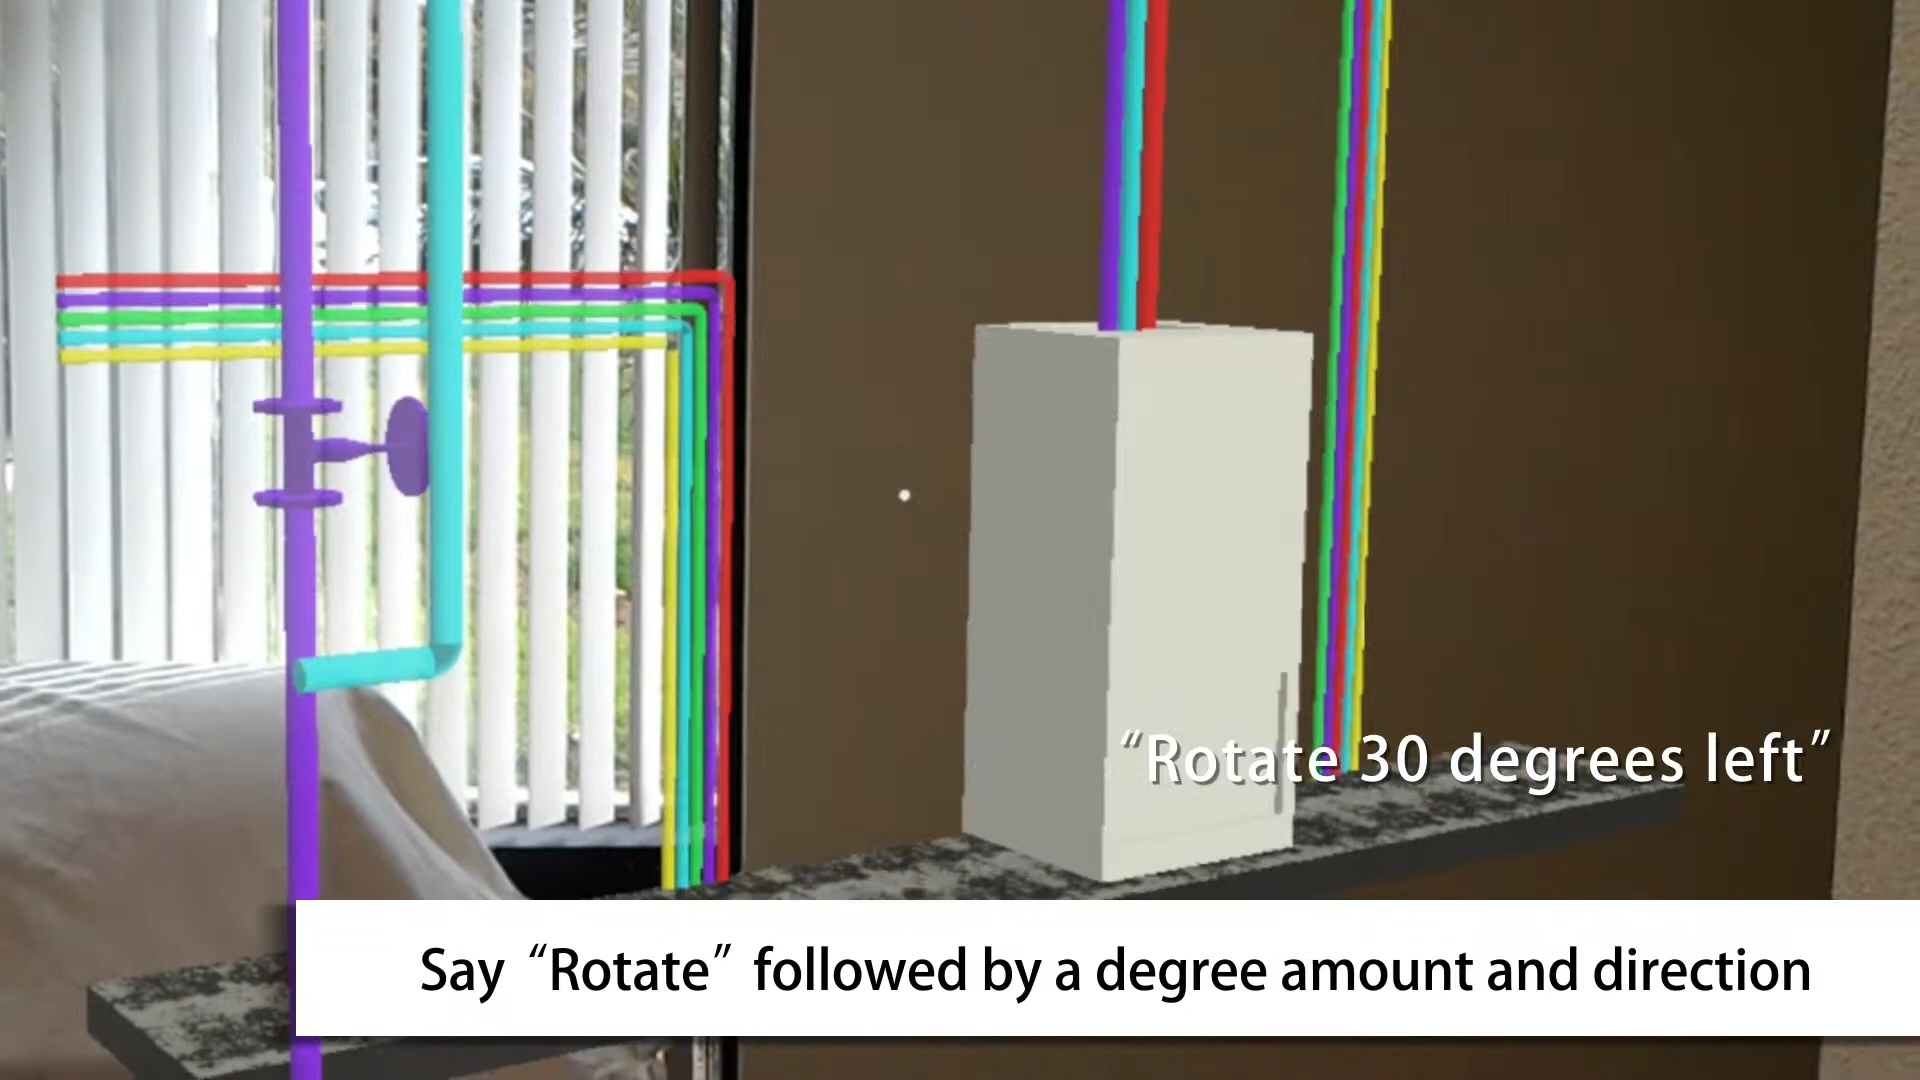 “Rotate 30 degrees left”
Say “Rotate” followed by a degree amount and direction